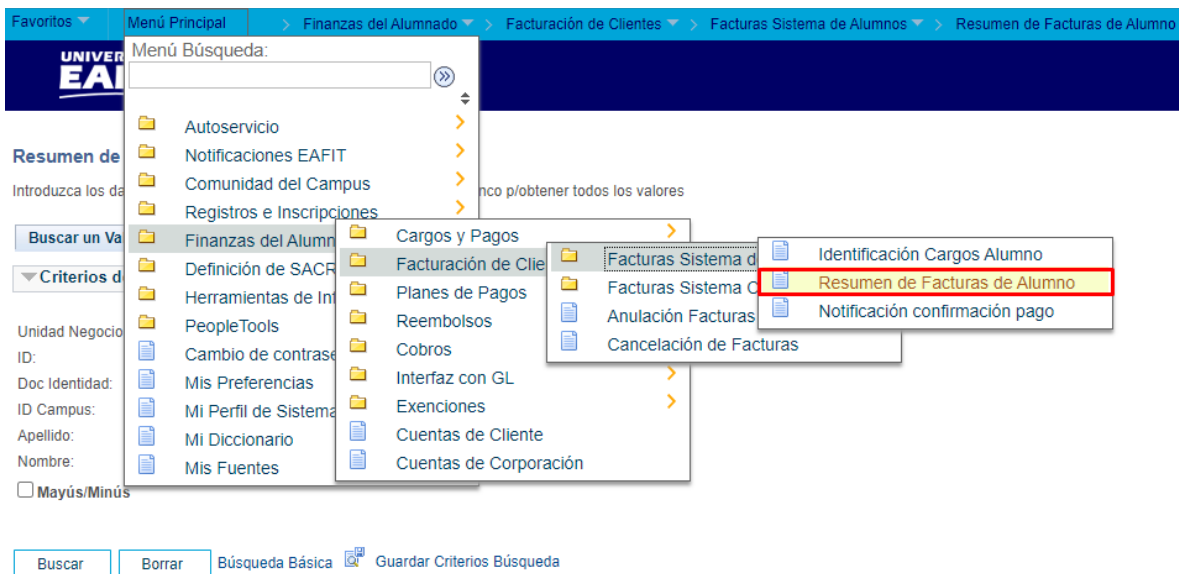 Favoritos Menú Principal > Finanzas del Alumnado > Facturación de Clientes > Facturas Sistema de Alumnos > Resumen de Facturas de Alumno
UNIVER
EAI
Menú Búsqueda:
Autoservicio
Notificaciones EAFIT
Comunidad del Campus
Registros e Inscripciones
Finanzas del Alumn
Definición de SACR
Herramientas de Int
PeopleTools
Cambio de contrase
Mis Preferencias
Mi Perfil de Sistema
Mi Diccionario
Mis Fuentes
Cargos y Pagos
Facturación de Clie
Planes de Pagos
Reembolsos
Cobros
Interfaz con GL
Exenciones
Cuentas de Cliente
Cuentas de Corporación
Facturas Sistema d
Facturas Sistema C
Anulación Facturas
Cancelación de Facturas
Identificación Cargos Alumno
Resumen de Facturas de Alumno
Notificación confirmación pago
Resumen de
Introduzca los da nco p/obtener todos los valores
Buscar un Va
Criterios d
Unidad Negocio
ID:
Doc Identidad:
ID Campus:
Apellido:
Nombre:
Mayús/Minús
Buscar Borrar Búsqueda Básica Guardar Criterios Búsqueda